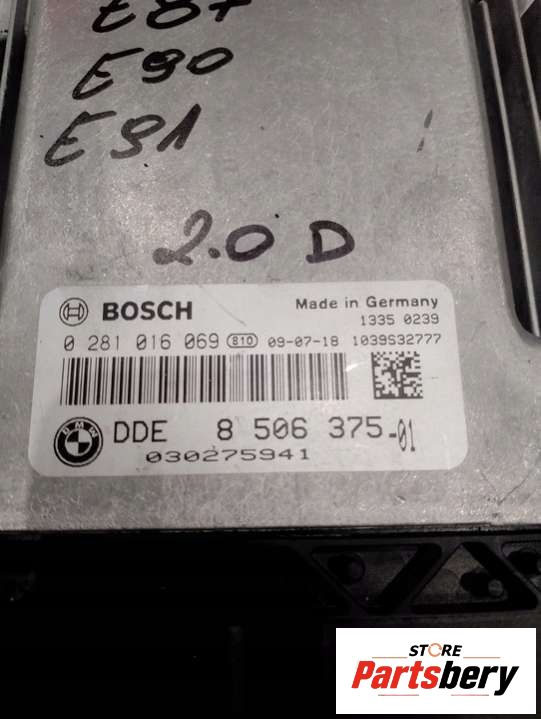 E87
E90
E91
2.0 D
BOSCH Made in Germany
1335 0239
0 281 016 069 810 09-07-18 1039S32777
BMW DDE 8 506 375-01
030275941
STORE
Partsbery